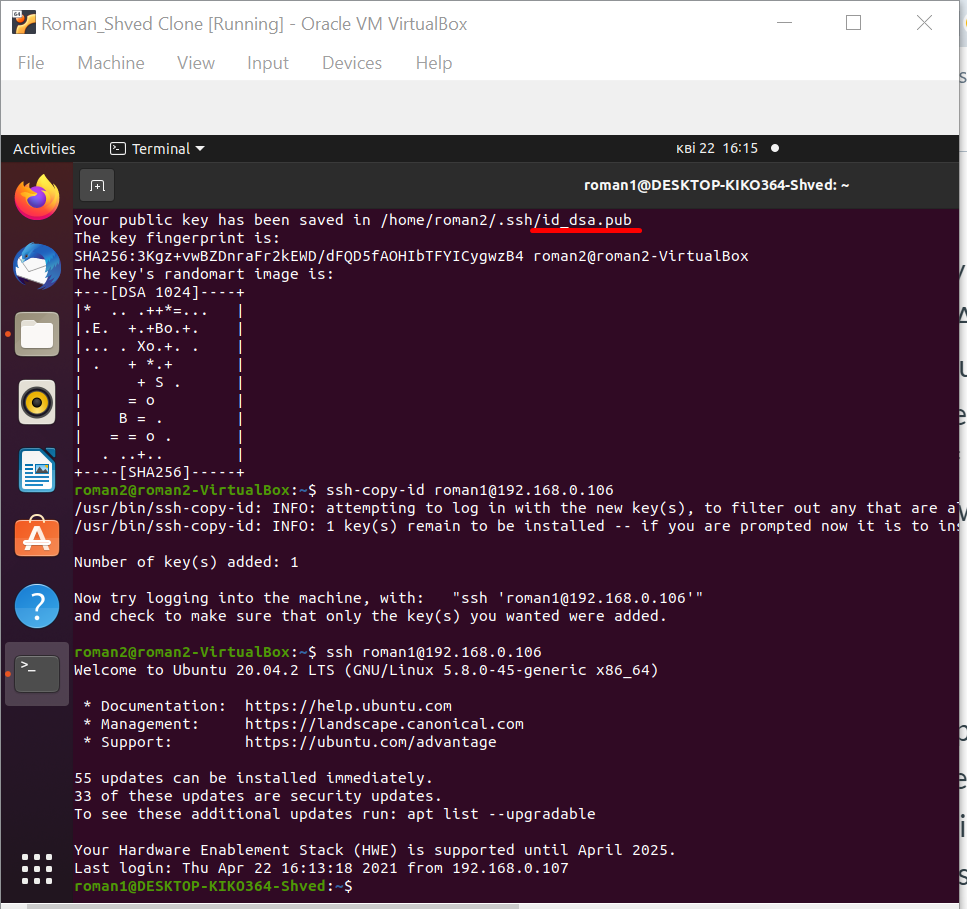 Roman_Shved Clone [Running] - Oracle VM VirtualBox
File Machine View Input Devices Help
Activities Terminal кві 22 16:15
roman1@DESKTOP-KIKO364-Shved: ~
Your public key has been saved in /home/roman2/.ssh/id_dsa.pub
The key fingerprint is:
SHA256:3Kgz+vwBZDnraFr2kEWD/dFQD5fAOHIbTFYICygwzB4 roman2@roman2-VirtualBox
The key's randomart image is:
+---[DSA 1024]----+
|*  .. .++*=...   |
|.E.  +.+Bo.+.    |
|... . Xo.+. .    |
| .   + *.+       |
|      + S .      |
|     = o         |
|    B = .        |
|   = = o .       |
|  . ..+..        |
+----[SHA256]-----+
roman2@roman2-VirtualBox:~$ ssh-copy-id roman1@192.168.0.106
/usr/bin/ssh-copy-id: INFO: attempting to log in with the new key(s), to filter out any that are a
/usr/bin/ssh-copy-id: INFO: 1 key(s) remain to be installed -- if you are prompted now it is to in
Number of key(s) added: 1
Now try logging into the machine, with:   "ssh 'roman1@192.168.0.106'"
and check to make sure that only the key(s) you wanted were added.
roman2@roman2-VirtualBox:~$ ssh roman1@192.168.0.106
Welcome to Ubuntu 20.04.2 LTS (GNU/Linux 5.8.0-45-generic x86_64)
* Documentation:  https://help.ubuntu.com
* Management:     https://landscape.canonical.com
* Support:        https://ubuntu.com/advantage
55 updates can be installed immediately.
33 of these updates are security updates.
To see these additional updates run: apt list --upgradable
Your Hardware Enablement Stack (HWE) is supported until April 2025.
Last login: Thu Apr 22 16:13:18 2021 from 192.168.0.107
roman1@DESKTOP-KIKO364-Shved:~$